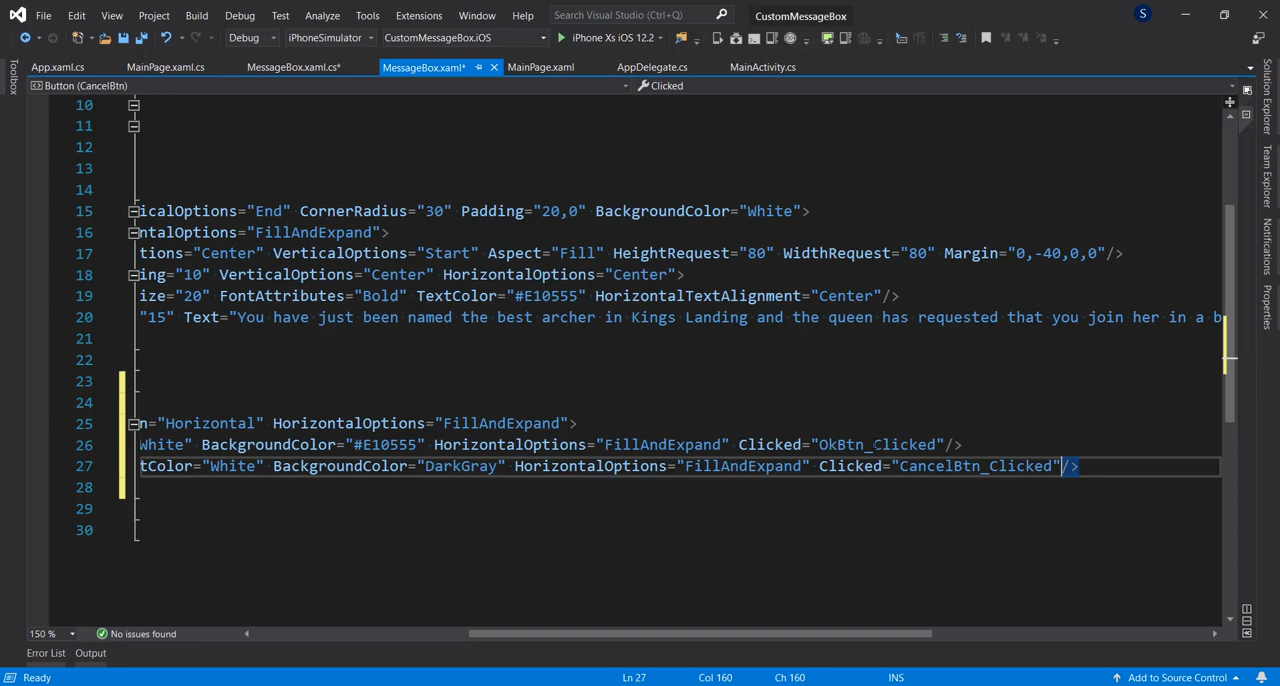 File Edit View Project Build Debug Test Analyze Tools Extensions Window Help Search Visual Studio (Ctrl+Q) CustomMessageBox S
Debug iPhoneSimulator CustomMessageBox.iOS iPhone Xs iOS 12.2
App.xaml.cs MainPage.xaml.cs MessageBox.xaml.cs* MessageBox.xaml* MainPage.xaml AppDelegate.cs MainActivity.cs
Button (CancelBtn) Clicked
10
11
12
13
14
15 icalOptions="End" CornerRadius="30" Padding="20,0" BackgroundColor="White">
16 ntalOptions="FillAndExpand">
17 tions="Center" VerticalOptions="Start" Aspect="Fill" HeightRequest="80" WidthRequest="80" Margin="0,-40,0,0"/>
18 ing="10" VerticalOptions="Center" HorizontalOptions="Center">
19 ize="20" FontAttributes="Bold" TextColor="#E10555" HorizontalTextAlignment="Center"/>
20 "15" Text="You have just been named the best archer in Kings Landing and the queen has requested that you join her in a b
21
22
23
24
25 n="Horizontal" HorizontalOptions="FillAndExpand">
26 White" BackgroundColor="#E10555" HorizontalOptions="FillAndExpand" Clicked="OkBtn_Clicked"/>
27 tColor="White" BackgroundColor="DarkGray" HorizontalOptions="FillAndExpand" Clicked="CancelBtn_Clicked"/>
28
29
30
150 % No issues found
Error List Output
Ready Ln 27 Col 160 Ch 160 INS Add to Source Control
Toolbox
Solution Explorer
Team Explorer
Notifications
Properties